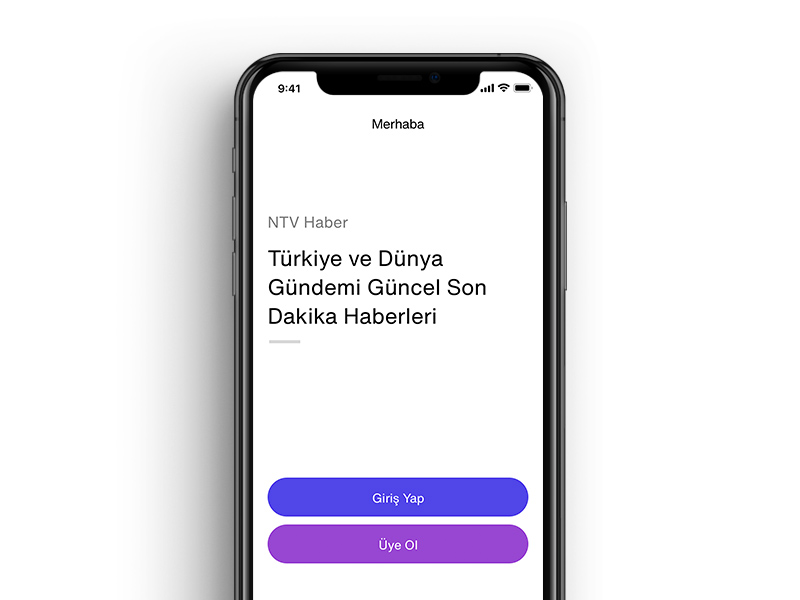 9:41
Merhaba
NTV Haber
Türkiye ve Dünya
Gündemi Güncel Son
Dakika Haberleri
Giriş Yap
Üye Ol